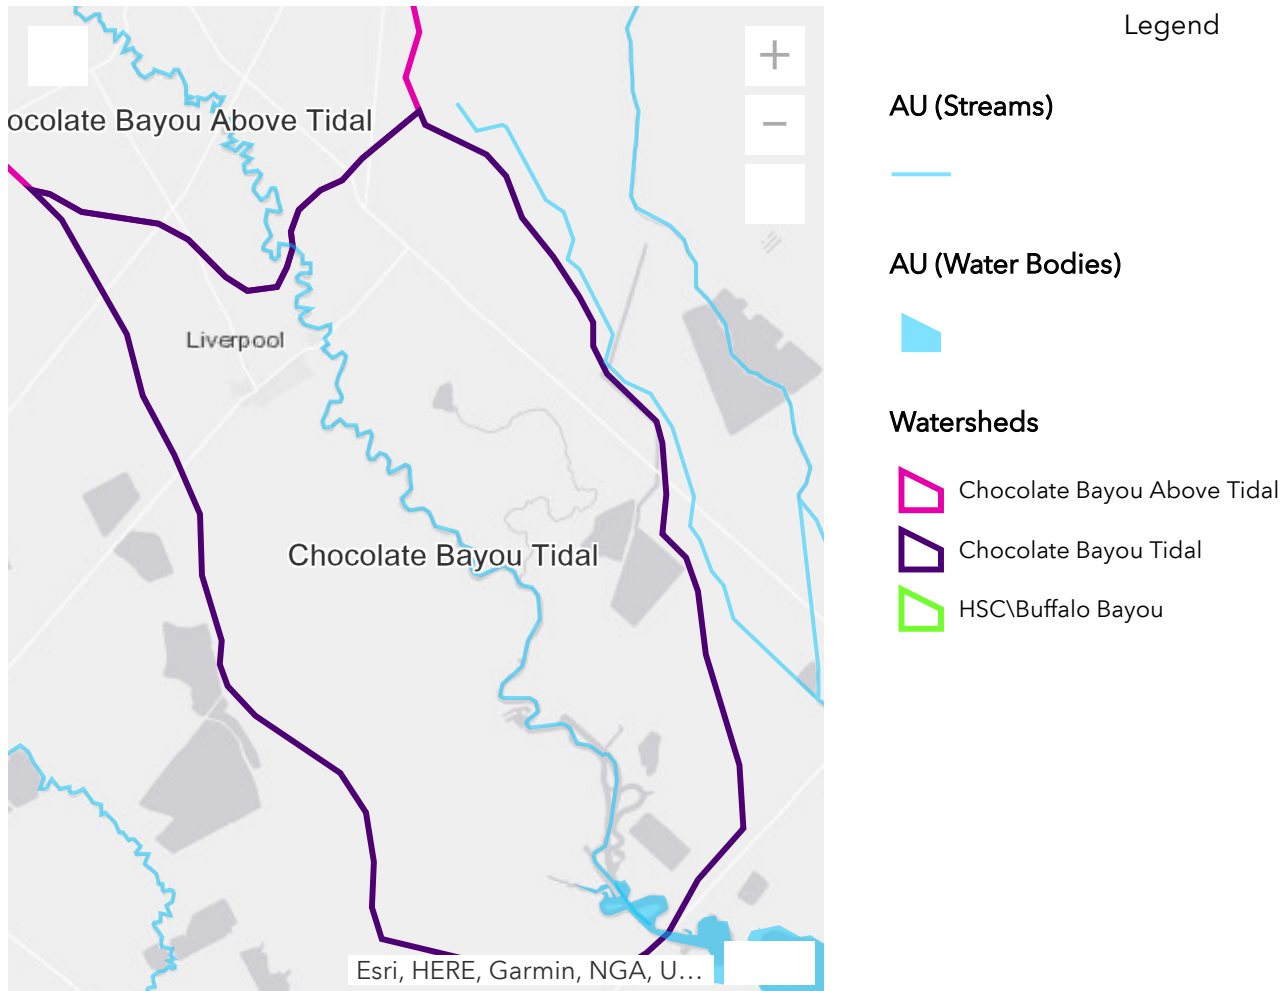 Legend
AU (Streams)
ocolate Bayou Above Tidal
AU (Water Bodies)
Liverpool
Watersheds
Chocolate Bayou Above Tidal
Chocolate Bayou Tidal
Chocolate Bayou Tidal
HSC\Buffalo Bayou
Esri, HERE, Garmin, NGA, U...